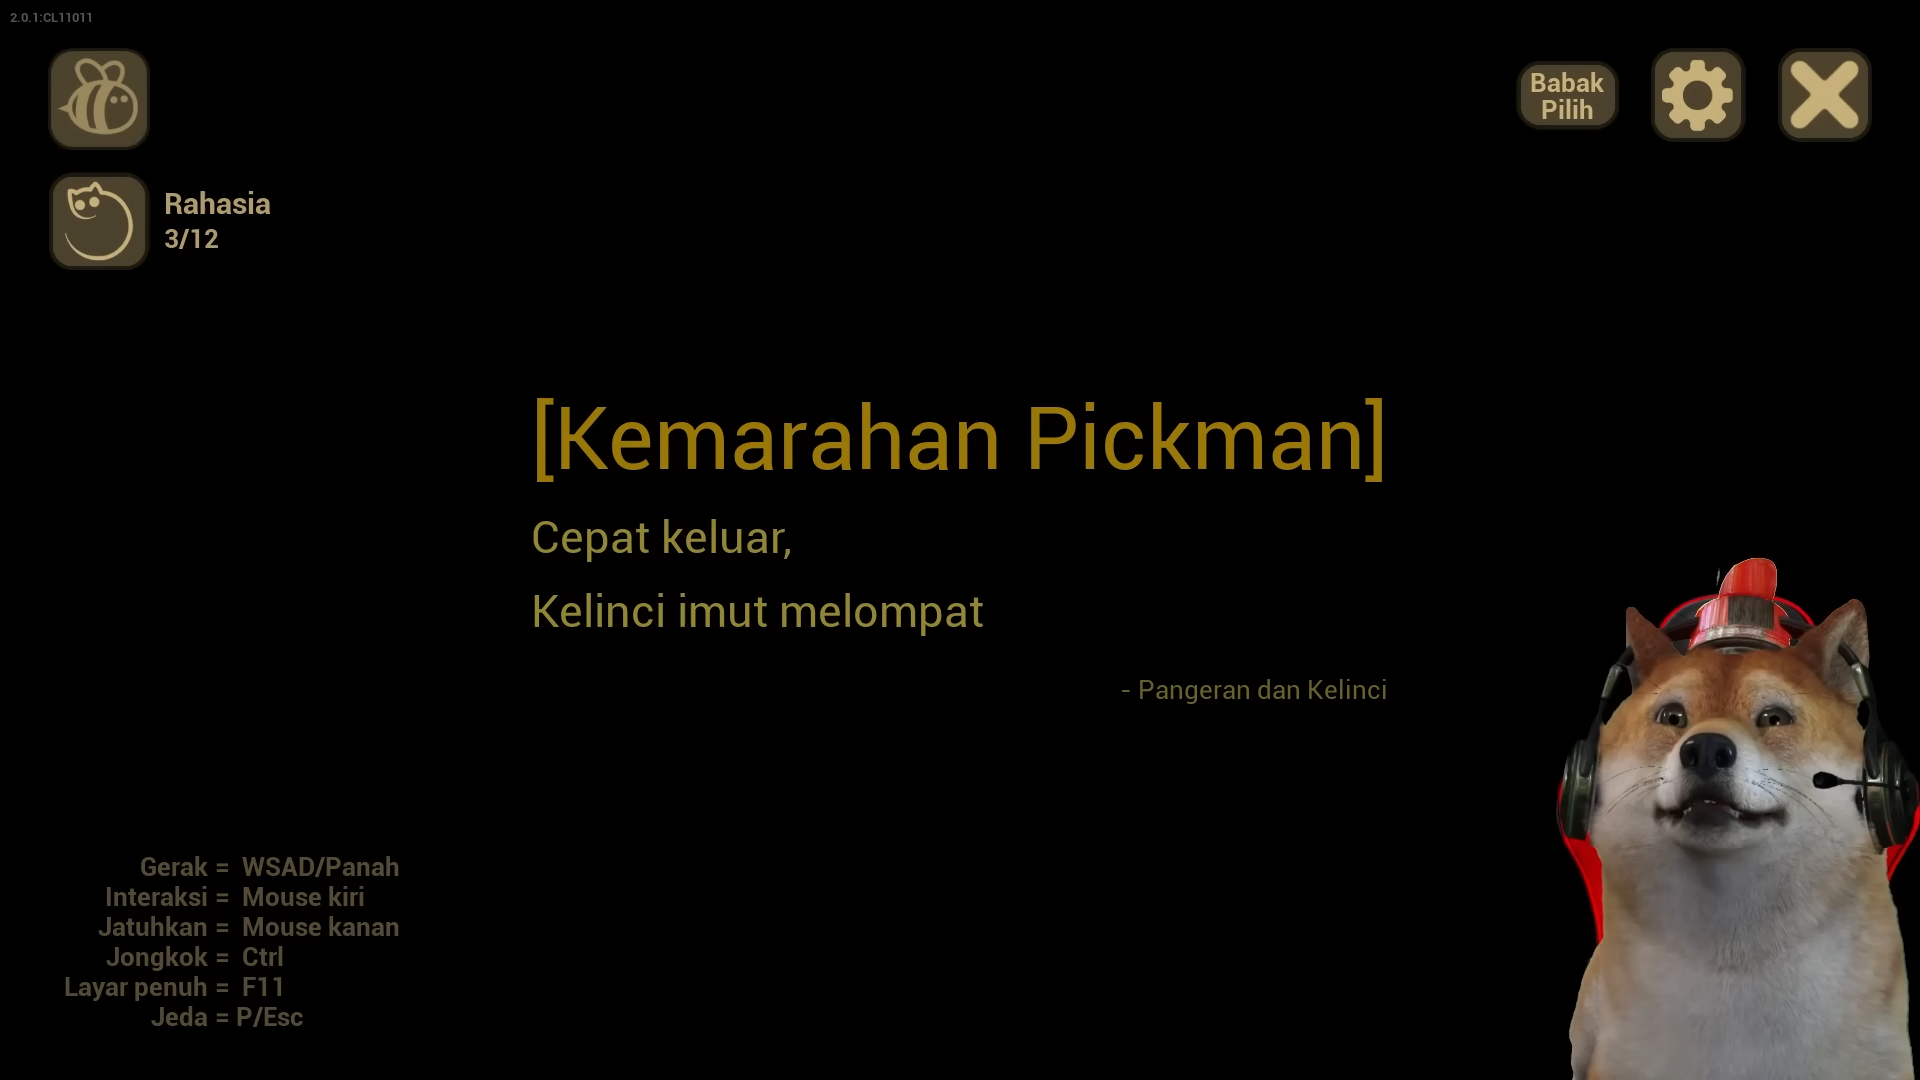 2.0.1:CL11011
Babak
Pilih
Rahasia
3/12
[Kemarahan Pickman]
Cepat keluar,
Kelinci imut melompat
- Pangeran dan Kelinci
Gerak = WSAD/Panah
Interaksi = Mouse kiri
Jatuhkan = Mouse kanan
Jongkok = Ctrl
Layar penuh = F11
Jeda = P/Esc